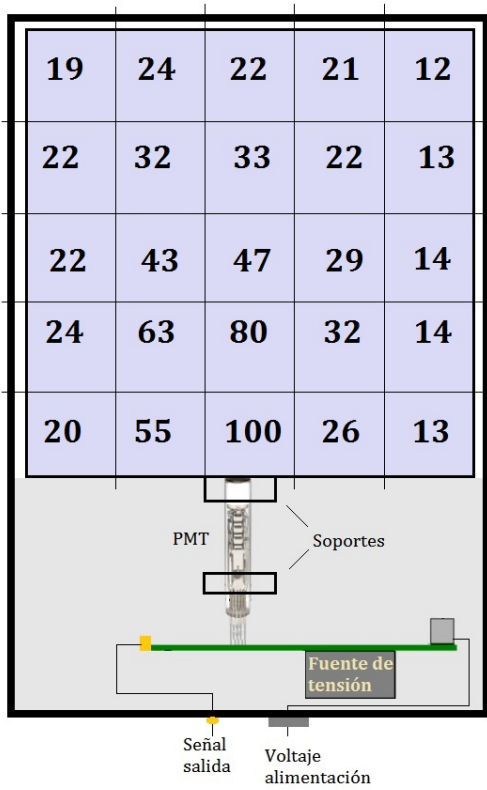 19 24 22 21 12
22 32 33 22 13
22 43 47 29 14
24 63 80 32 14
20 55 100 26 13
PMT
Soportes
Fuente de
tensión
Señal
salida
Voltaje
alimentación